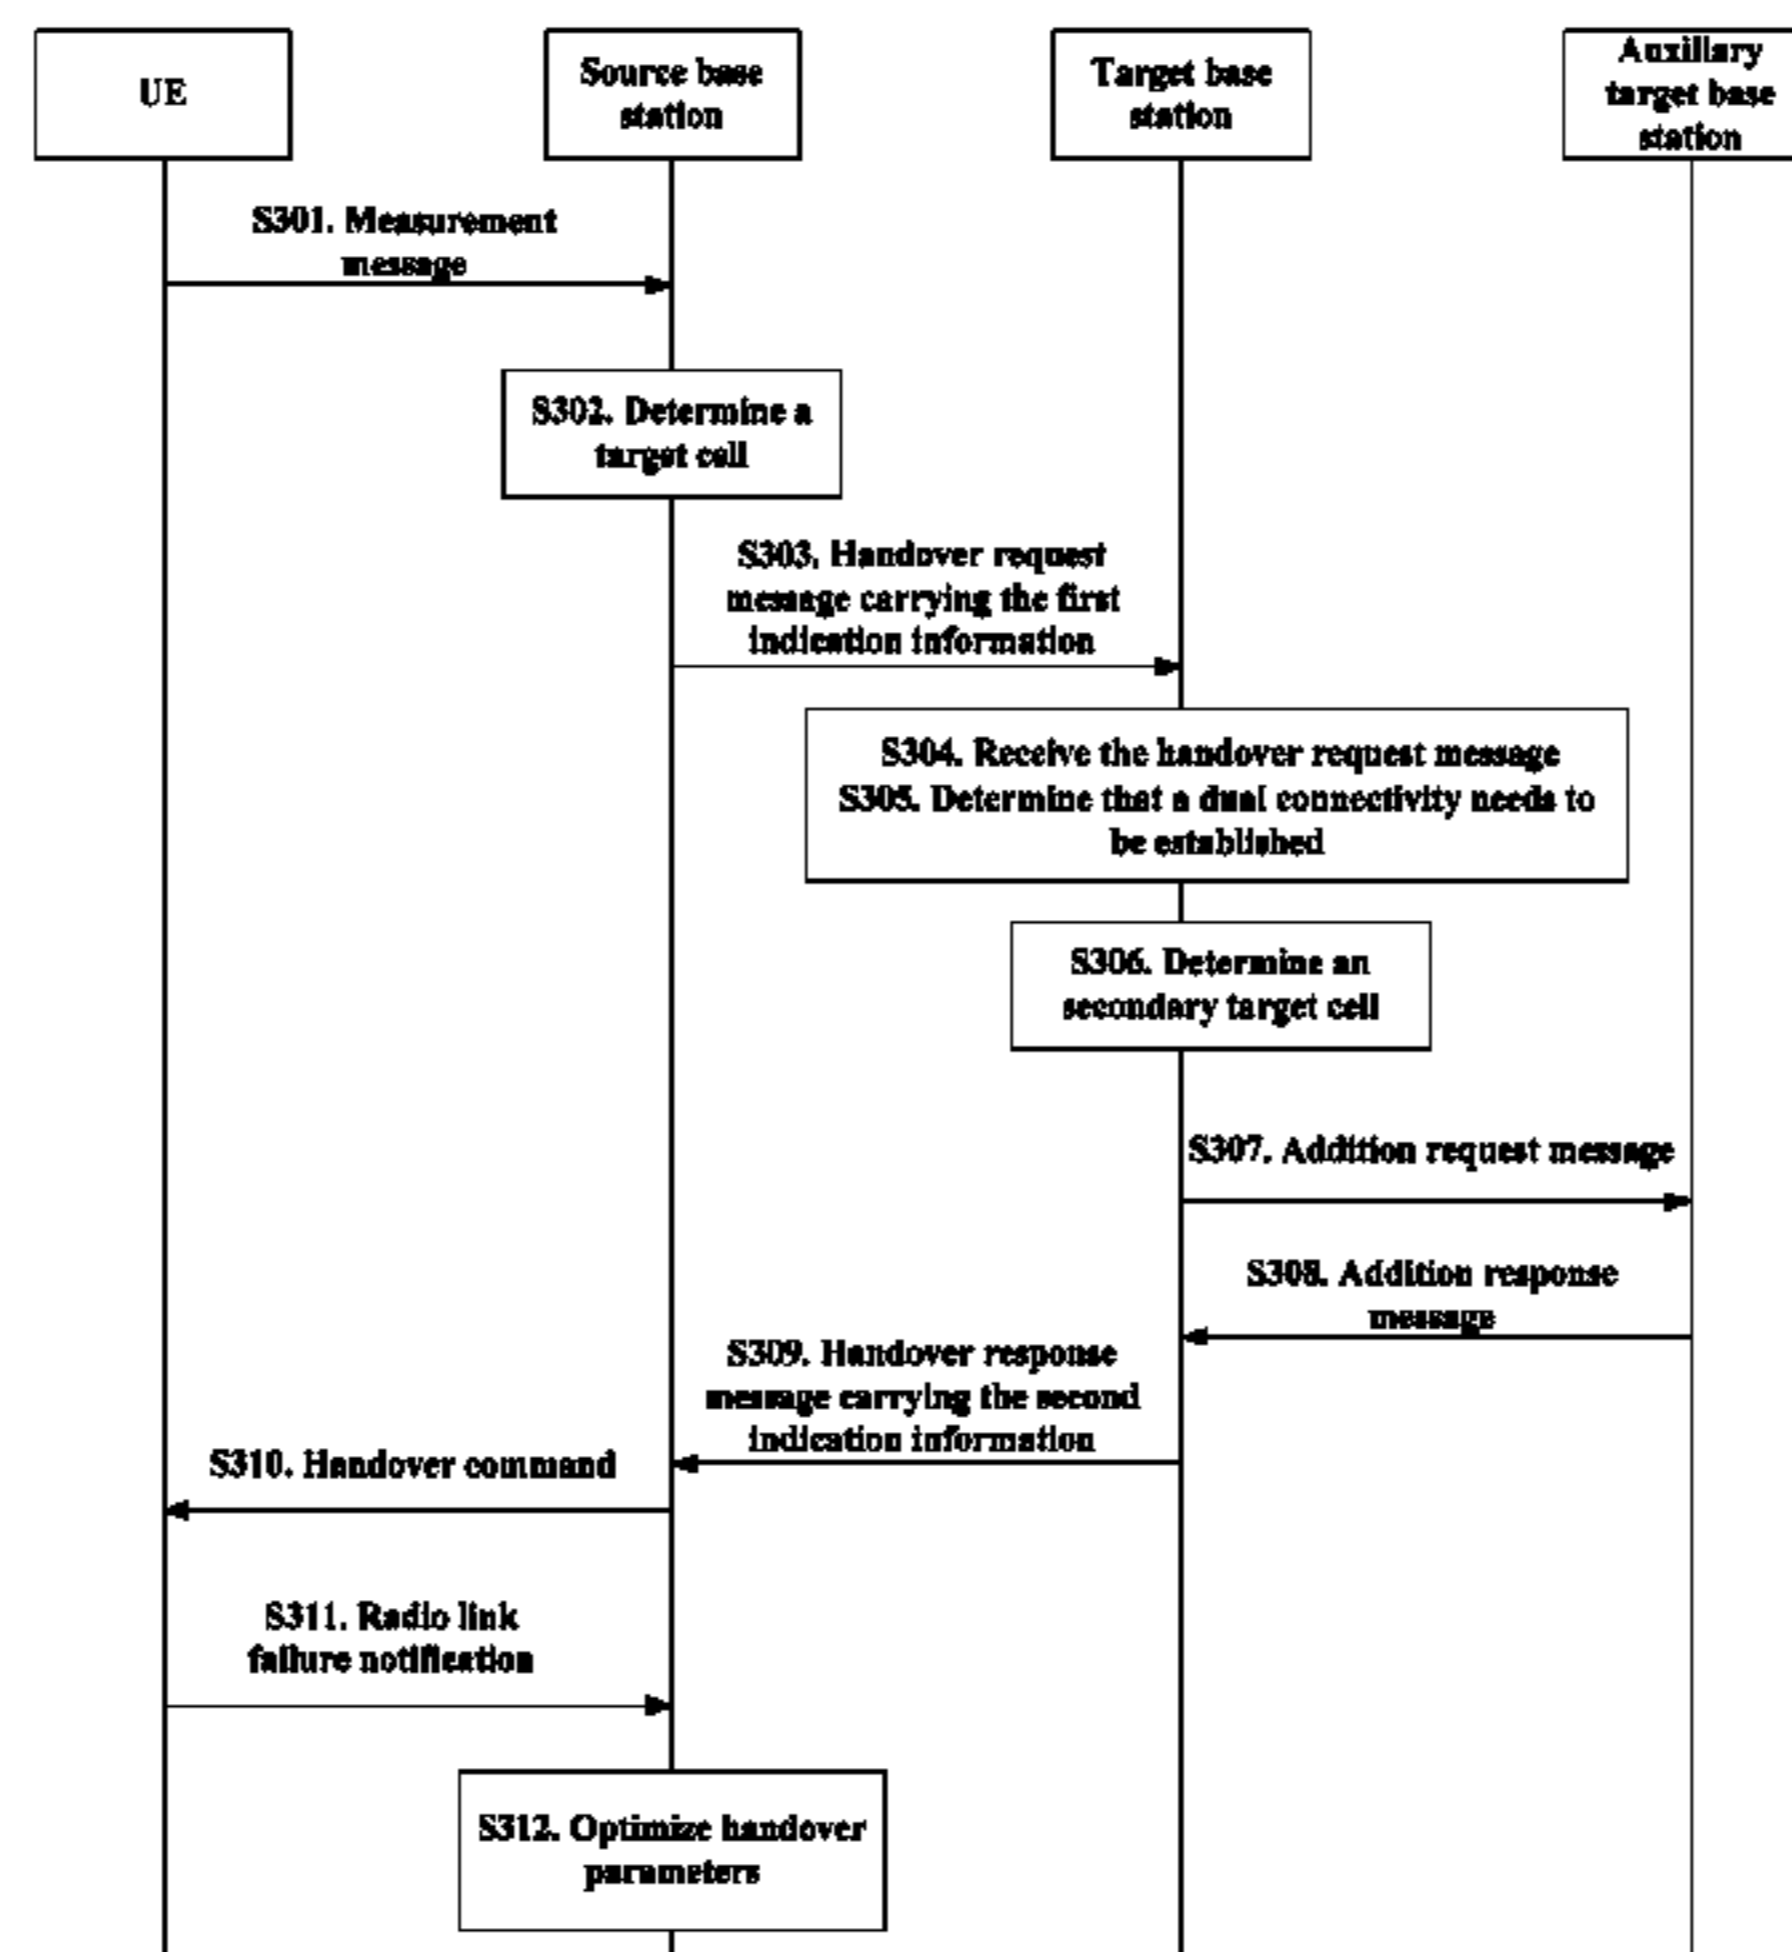 UE
Source base
station
Target base
station
Auxiliary
target base
station
S301. Measurement
message
S302. Determine a
target cell
S303. Handover request
message carrying the first
indication information
S304. Receive the handover request message
S305. Determine that a dual connectivity needs to
be established
S306. Determine an
secondary target cell
S307. Addition request message
S308. Addition response
message
S309. Handover response
message carrying the second
indication information
S310. Handover command
S311. Radio link
failure notification
S312. Optimize handover
parameters